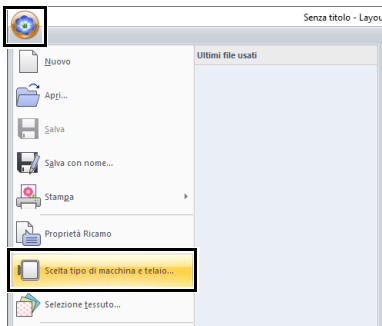 Senza titolo - Layou
Ultimi file usati
Nuovo
Apri...
Salva
Salva con nome...
Stampa
Proprietà Ricamo
Scelta tipo di macchina e telaio...
Selezione tessuto...